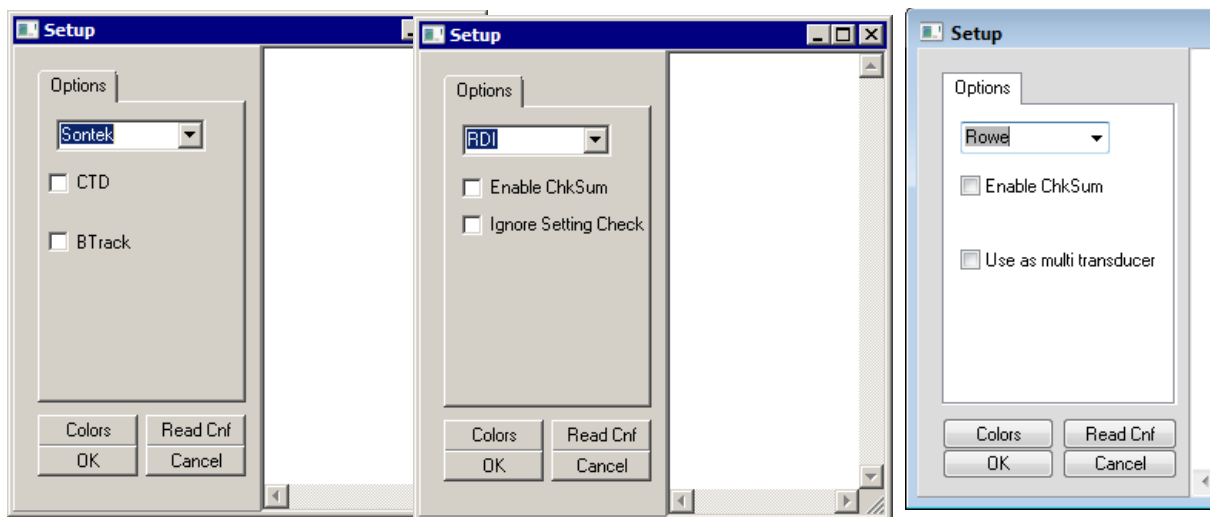 Setup
Options
Sontek
CTD
BTrack
Colors
Read Cnf
OK
Cancel
Setup
Options
RDI
Enable ChkSum
Ignore Setting Check
Colors
Read Cnf
OK
Cancel
Setup
Options
Rowe
Enable ChkSum
Use as multi transducer
Colors
Read Cnf
OK
Cancel